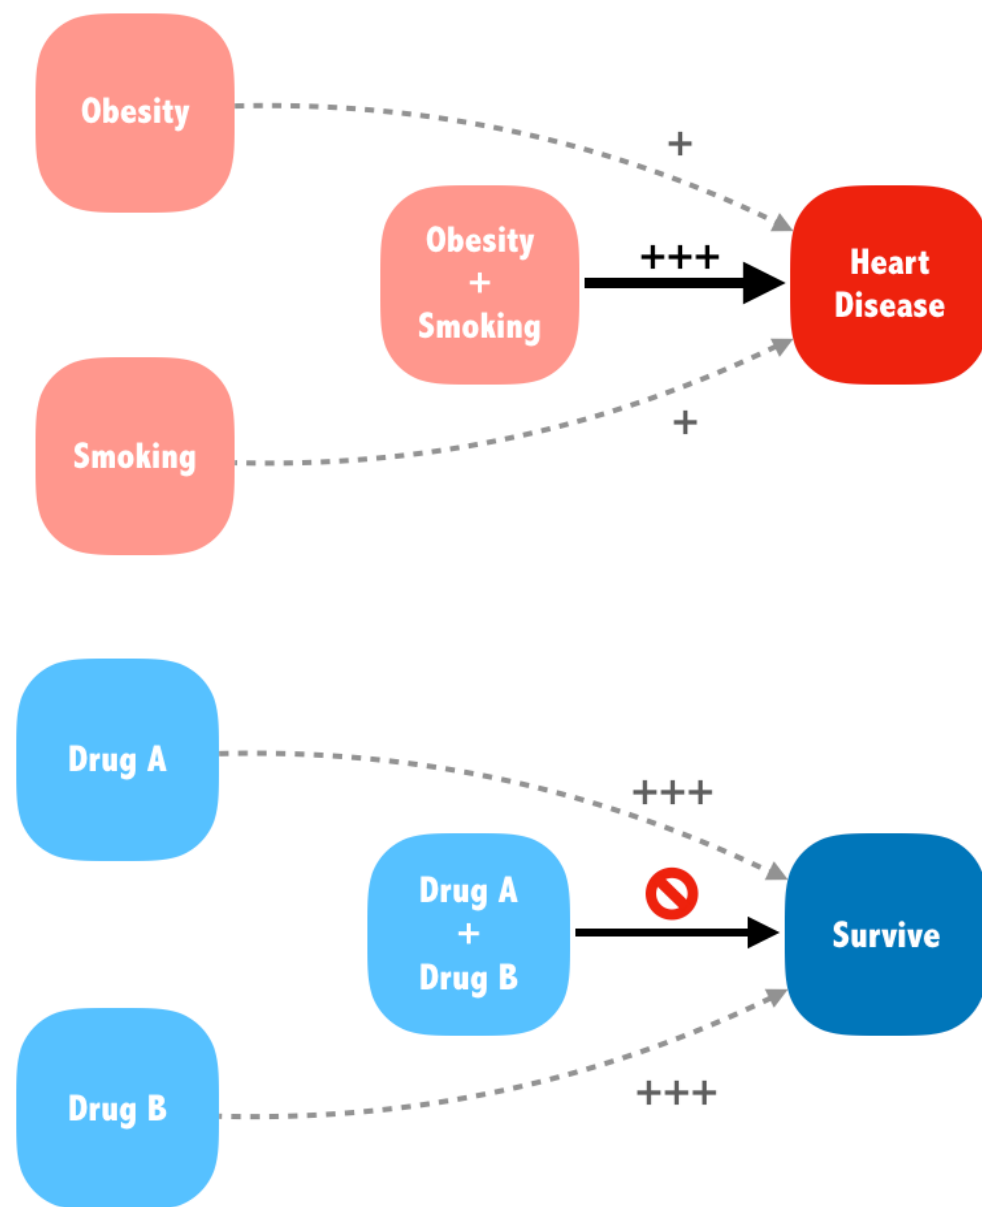 Obesity
+
Obesity
+
Smoking
+++
Heart
Disease
Smoking
+
Drug A
+++
Drug A
+
Drug B
Survive
Drug B
+++